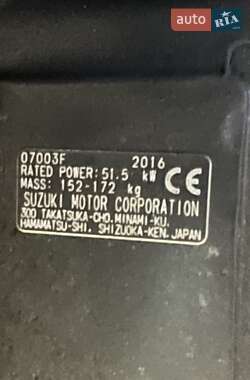 AUTO RIA
07003F 2016
RATED POWER: 51.5 kW
MASS: 152-172 kg CE
SUZUKI MOTOR CORPORATION
300 TAKATSUKA-CHO, MINAMI-KU,
HAMAMATSU-SHI, SHIZUOKA-KEN, JAPAN